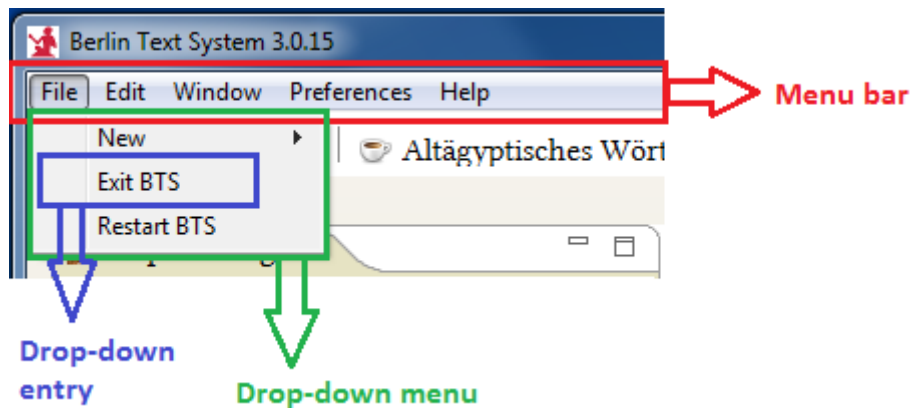 Berlin Text System 3.0.15
File Edit Window Preferences Help
Menu bar
New
Altägyptisches Wört
Exit BTS
Restart BTS
Drop-down
entry
Drop-down menu